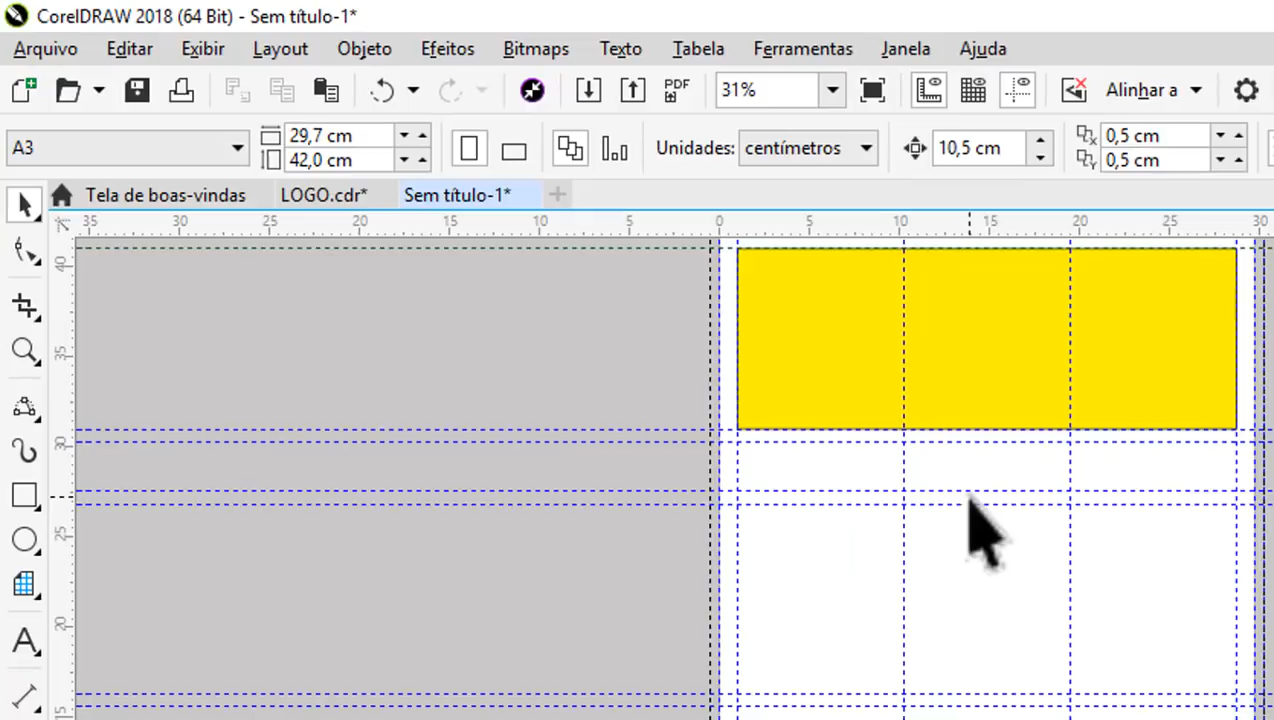 CorelDRAW 2018 (64 Bit) - Sem título-1*
Arquivo Editar Exibir Layout Objeto Efeitos Bitmaps Texto Tabela Ferramentas Janela Ajuda
PDF 31% Alinhar a
A3 29,7 cm 42,0 cm Unidades: centímetros 10,5 cm 0,5 cm 0,5 cm
Tela de boas-vindas LOGO.cdr* Sem título-1*
35 30 25 20 15 10 5 0 5 10 15 20 25 30
40
35
30
25
20
15